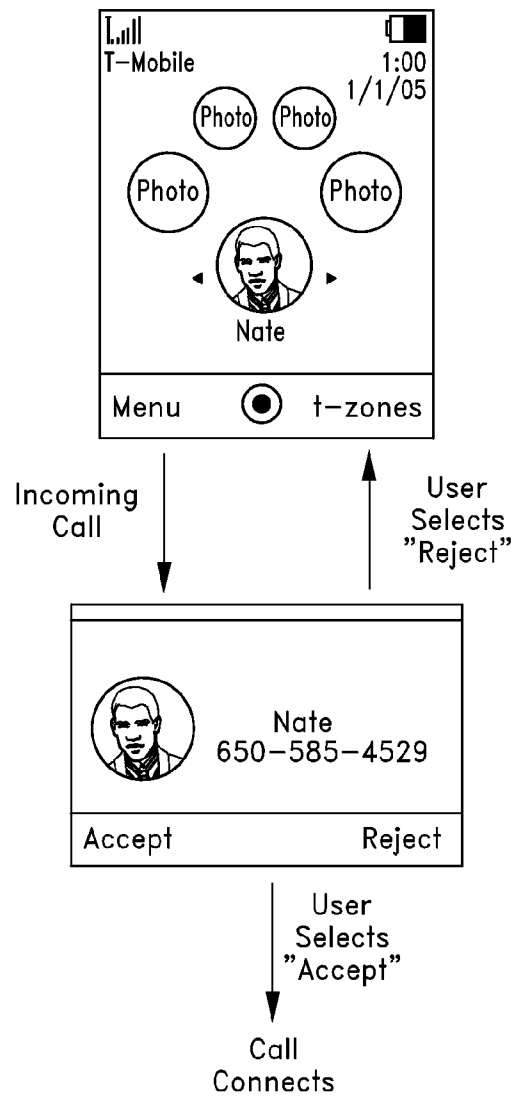 T-Mobile
1:00
1/1/05
Photo
Photo
Photo
Photo
Nate
Menu
t-zones
Incoming
Call
User
Selects
"Reject"
Nate
650-585-4529
Accept
Reject
User
Selects
"Accept"
Call
Connects